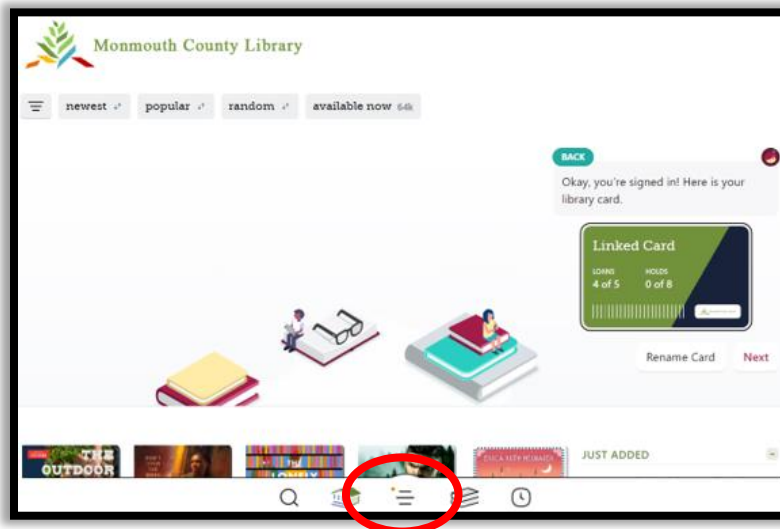 Monmouth County Library
newest
popular
random
available now 64k
BACK
Okay, you're signed in! Here is your
library card.
Linked Card
LOANS HOLDS
4 of 5 0 of 8
Rename Card Next
THE
OUTDOOR
LONELY
JUST ADDED